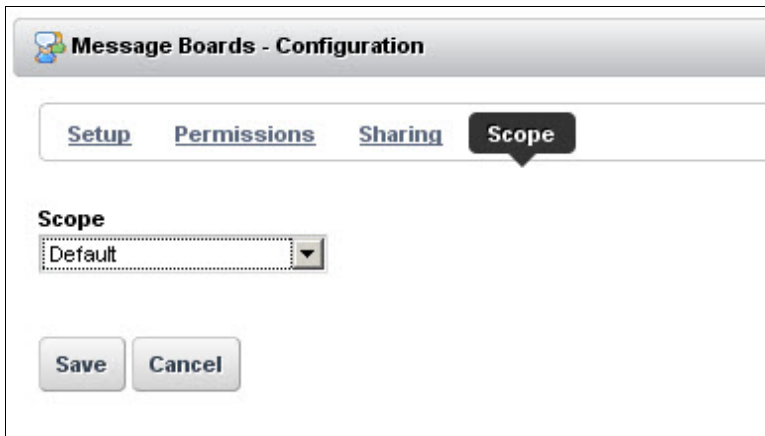 Message Boards - Configuration
Setup Permissions Sharing Scope
Scope
Default
Save Cancel